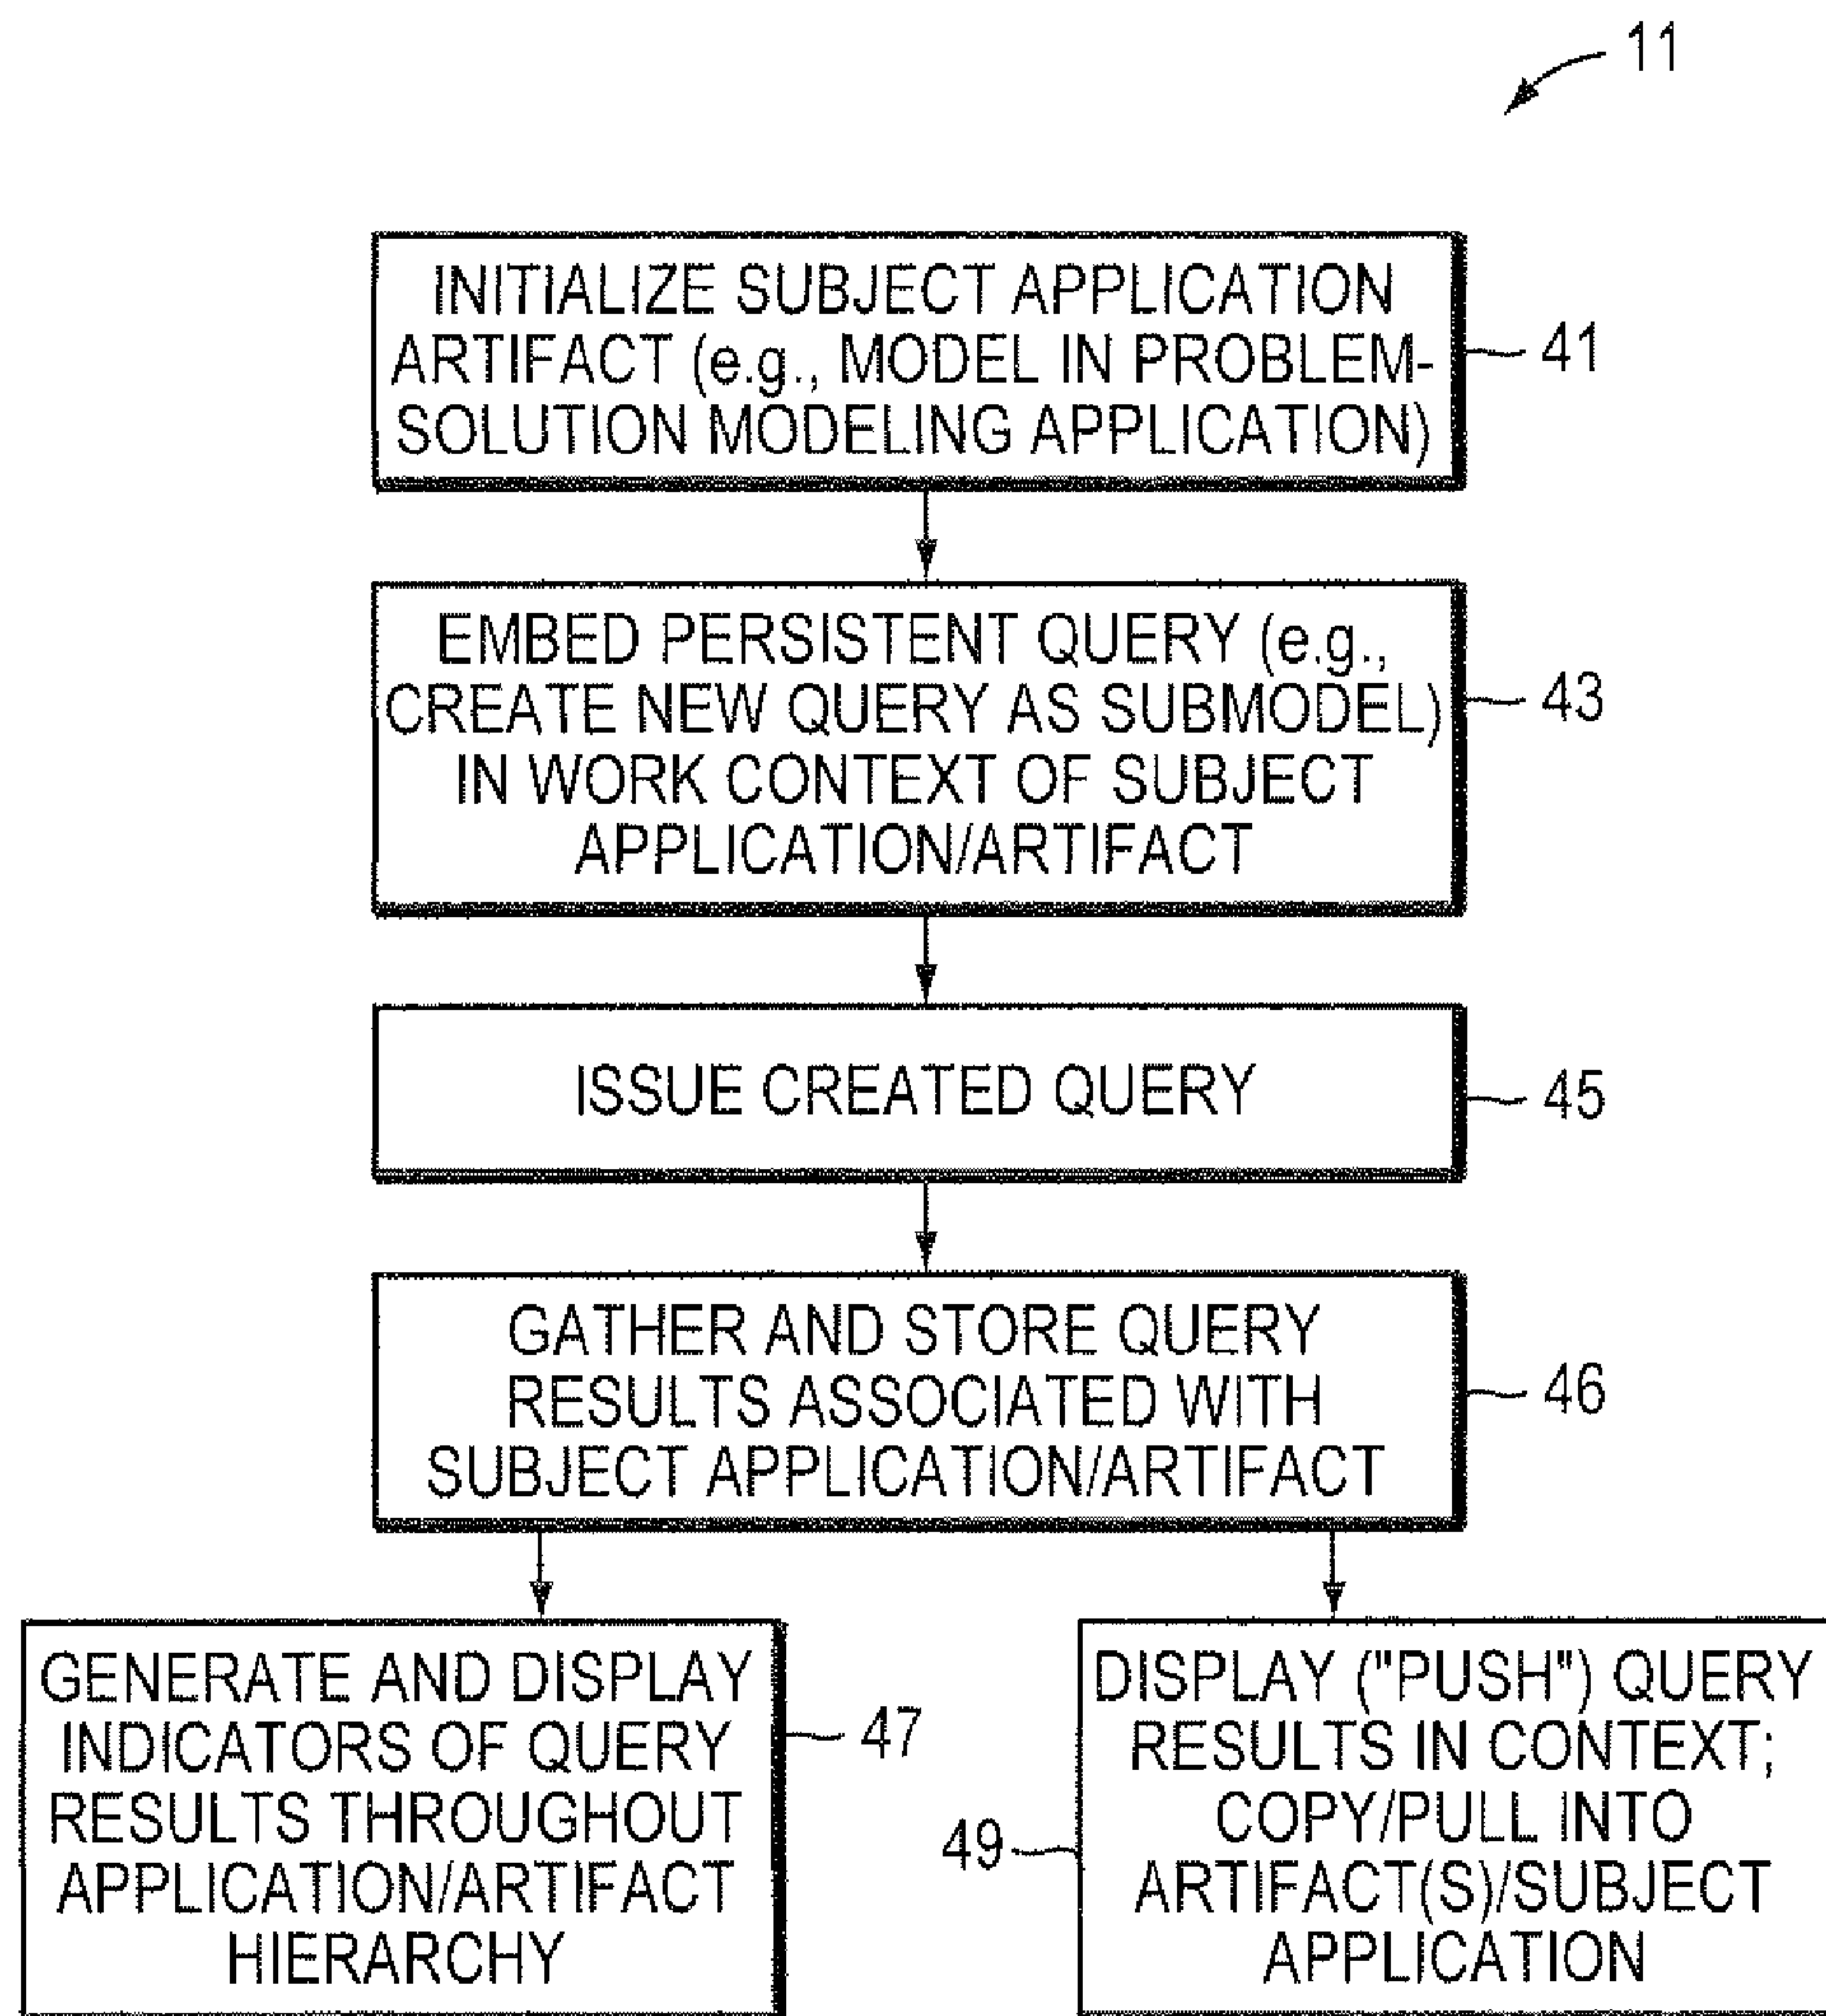 11
INITIALIZE SUBJECT APPLICATION
ARTIFACT (e.g., MODEL IN PROBLEM-
SOLUTION MODELING APPLICATION)
41
EMBED PERSISTENT QUERY (e.g.,
CREATE NEW QUERY AS SUBMODEL)
IN WORK CONTEXT OF SUBJECT
APPLICATION/ARTIFACT
43
ISSUE CREATED QUERY
45
GATHER AND STORE QUERY
RESULTS ASSOCIATED WITH
SUBJECT APPLICATION/ARTIFACT
46
GENERATE AND DISPLAY
INDICATORS OF QUERY
RESULTS THROUGHOUT
APPLICATION/ARTIFACT
HIERARCHY
47
DISPLAY ("PUSH") QUERY
RESULTS IN CONTEXT;
COPY/PULL INTO
ARTIFACT(S)/SUBJECT
APPLICATION
49